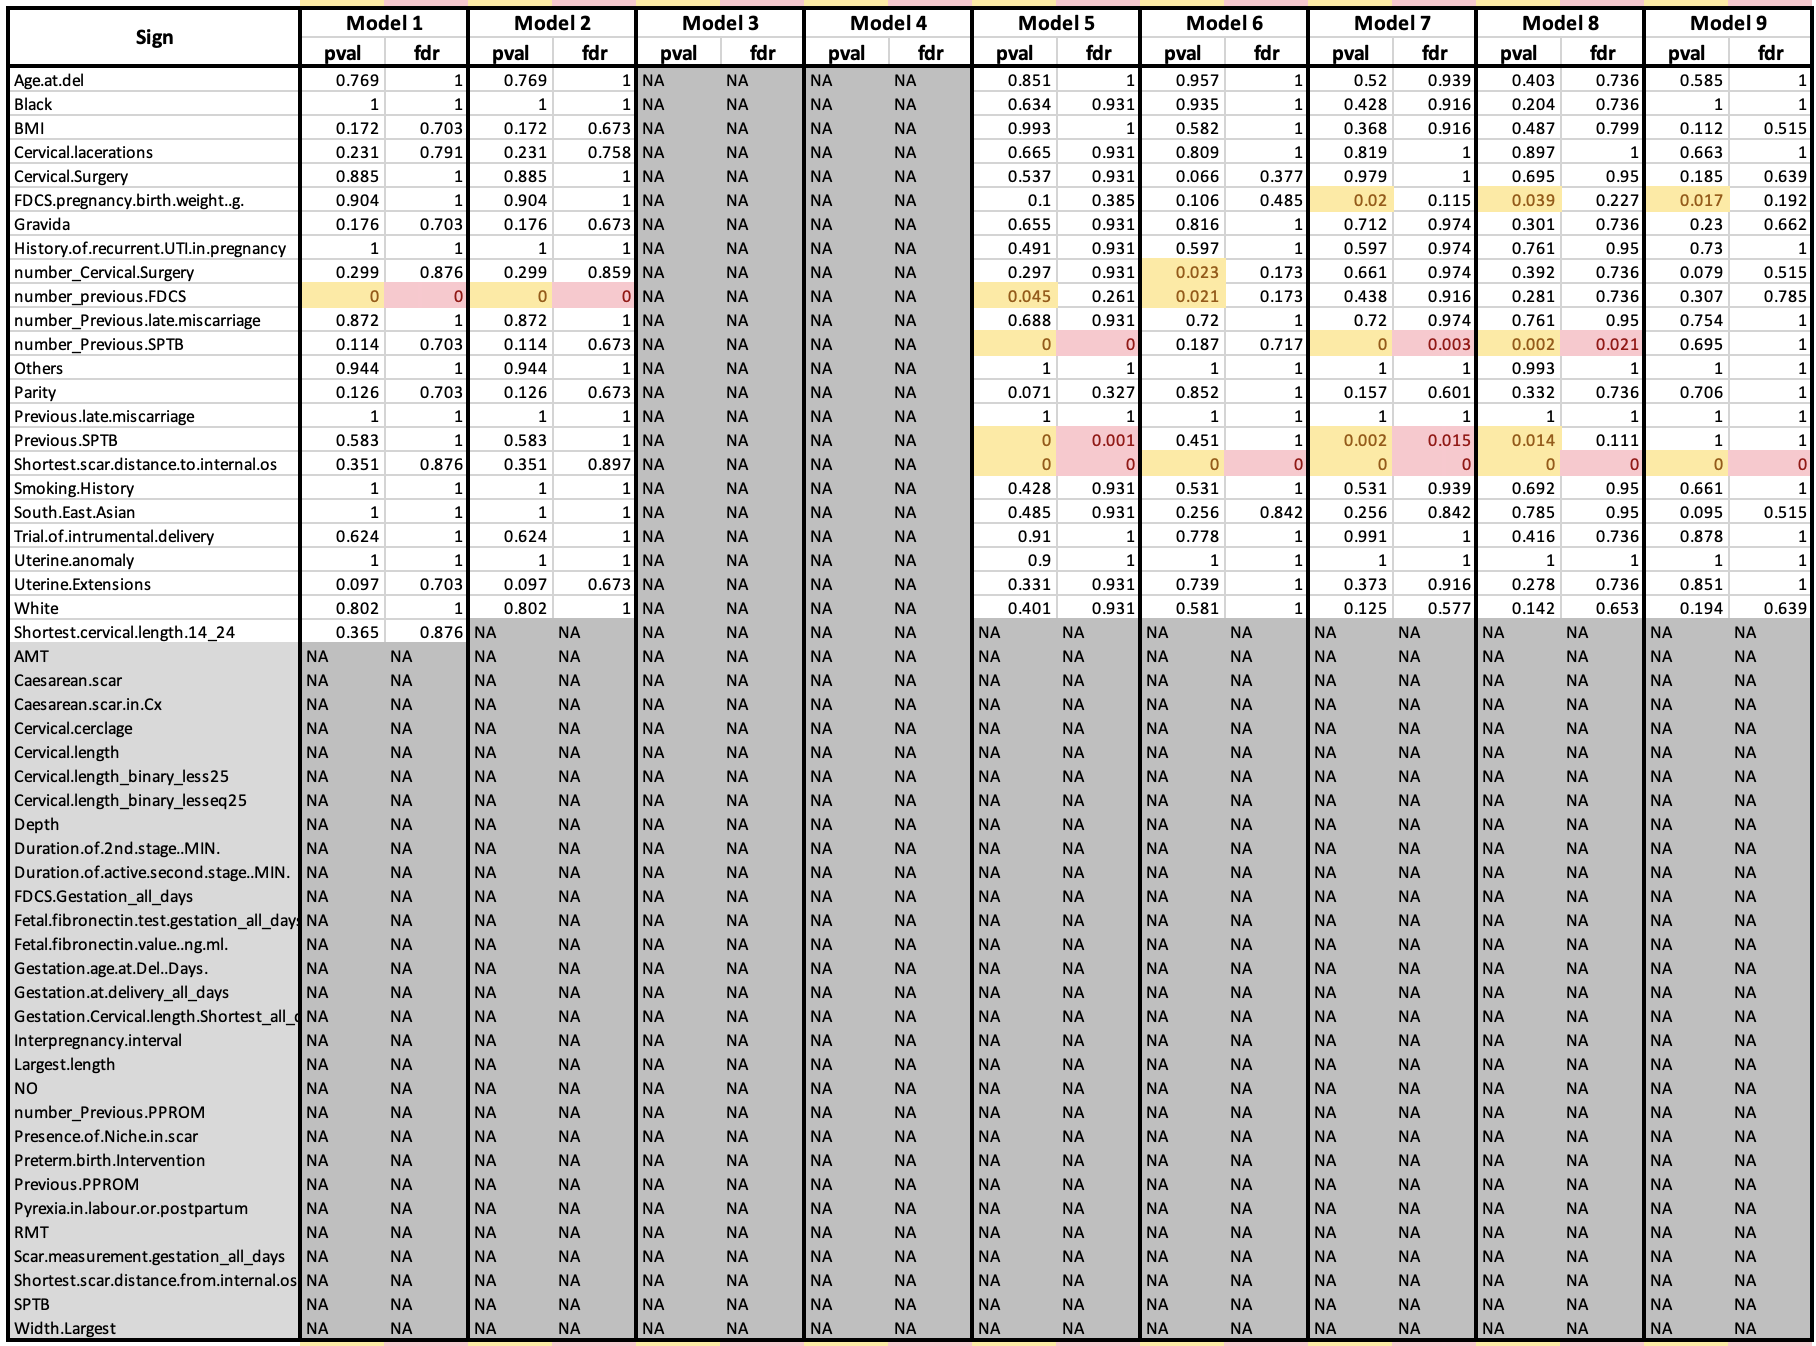 Sign Model 1 Model 2 Model 3 Model 4 Model 5 Model 6 Model 7 Model 8 Model 9
pval fdr pval fdr pval fdr pval fdr pval fdr pval fdr pval fdr pval fdr pval fdr
Age.at.del 0.769 1 0.769 1 NA NA NA NA 0.851 1 0.957 1 0.52 0.939 0.403 0.736 0.585 1
Black 1 1 1 1 NA NA NA NA 0.634 0.931 0.935 1 0.428 0.916 0.204 0.736 1 1
BMI 0.172 0.703 0.172 0.673 NA NA NA NA 0.993 1 0.582 1 0.368 0.916 0.487 0.799 0.112 0.515
Cervical.lacerations 0.231 0.791 0.231 0.758 NA NA NA NA 0.665 0.931 0.809 1 0.819 1 0.897 1 0.663 1
Cervical.Surgery 0.885 1 0.885 1 NA NA NA NA 0.537 0.931 0.066 0.377 0.979 1 0.695 0.95 0.185 0.639
FDCS.pregnancy.birth.weight..g. 0.904 1 0.904 1 NA NA NA NA 0.1 0.385 0.106 0.485 0.02 0.115 0.039 0.227 0.017 0.192
Gravida 0.176 0.703 0.176 0.673 NA NA NA NA 0.655 0.931 0.816 1 0.712 0.974 0.301 0.736 0.23 0.662
History.of.recurrent.UTI.in.pregnancy 1 1 1 1 NA NA NA NA 0.491 0.931 0.597 1 0.597 0.974 0.761 0.95 0.73 1
number_Cervical.Surgery 0.299 0.876 0.299 0.859 NA NA NA NA 0.297 0.931 0.023 0.173 0.661 0.974 0.392 0.736 0.079 0.515
number_previous.FDCS 0 0 0 0 NA NA NA NA 0.045 0.261 0.021 0.173 0.438 0.916 0.281 0.736 0.307 0.785
number_Previous.late.miscarriage 0.872 1 0.872 1 NA NA NA NA 0.688 0.931 0.72 1 0.72 0.974 0.761 0.95 0.754 1
number_Previous.SPTB 0.114 0.703 0.114 0.673 NA NA NA NA 0 0 0.187 0.717 0 0.003 0.002 0.021 0.695 1
Others 0.944 1 0.944 1 NA NA NA NA 1 1 1 1 1 1 0.993 1 1 1
Parity 0.126 0.703 0.126 0.673 NA NA NA NA 0.071 0.327 0.852 1 0.157 0.601 0.332 0.736 0.706 1
Previous.late.miscarriage 1 1 1 1 NA NA NA NA 1 1 1 1 1 1 1 1 1 1
Previous.SPTB 0.583 1 0.583 1 NA NA NA NA 0 0.001 0.451 1 0.002 0.015 0.014 0.111 1 1
Shortest.scar.distance.to.internal.os 0.351 0.876 0.351 0.897 NA NA NA NA 0 0 0 0 0 0 0 0 0 0
Smoking.History 1 1 1 1 NA NA NA NA 0.428 0.931 0.531 1 0.531 0.939 0.692 0.95 0.661 1
South.East.Asian 1 1 1 1 NA NA NA NA 0.485 0.931 0.256 0.842 0.256 0.842 0.785 0.95 0.095 0.515
Trial.of.intrumental.delivery 0.624 1 0.624 1 NA NA NA NA 0.91 1 0.778 1 0.991 1 0.416 0.736 0.878 1
Uterine.anomaly 1 1 1 1 NA NA NA NA 0.9 1 1 1 1 1 1 1 1 1
Uterine.Extensions 0.097 0.703 0.097 0.673 NA NA NA NA 0.331 0.931 0.739 1 0.373 0.916 0.278 0.736 0.851 1
White 0.802 1 0.802 1 NA NA NA NA 0.401 0.931 0.581 1 0.125 0.577 0.142 0.653 0.194 0.639
Shortest.cervical.length.14_24 0.365 0.876 NA NA NA NA NA NA NA NA NA NA NA NA NA NA NA NA
AMT NA NA NA NA NA NA NA NA NA NA NA NA NA NA NA NA NA NA
Caesarean.scar NA NA NA NA NA NA NA NA NA NA NA NA NA NA NA NA NA NA
Caesarean.scar.in.Cx NA NA NA NA NA NA NA NA NA NA NA NA NA NA NA NA NA NA
Cervical.cerclage NA NA NA NA NA NA NA NA NA NA NA NA NA NA NA NA NA NA
Cervical.length NA NA NA NA NA NA NA NA NA NA NA NA NA NA NA NA NA NA
Cervical.length_binary_less25 NA NA NA NA NA NA NA NA NA NA NA NA NA NA NA NA NA NA
Cervical.length_binary_lesseq25 NA NA NA NA NA NA NA NA NA NA NA NA NA NA NA NA NA NA
Depth NA NA NA NA NA NA NA NA NA NA NA NA NA NA NA NA NA NA
Duration.of.2nd.stage..MIN. NA NA NA NA NA NA NA NA NA NA NA NA NA NA NA NA NA NA
Duration.of.active.second.stage..MIN. NA NA NA NA NA NA NA NA NA NA NA NA NA NA NA NA NA NA
FDCS.Gestation_all_days NA NA NA NA NA NA NA NA NA NA NA NA NA NA NA NA NA NA
Fetal.fibronectin.test.gestation_all_days NA NA NA NA NA NA NA NA NA NA NA NA NA NA NA NA NA NA
Fetal.fibronectin.value..ng.ml. NA NA NA NA NA NA NA NA NA NA NA NA NA NA NA NA NA NA
Gestation.age.at.Del..Days. NA NA NA NA NA NA NA NA NA NA NA NA NA NA NA NA NA NA
Gestation.at.delivery_all_days NA NA NA NA NA NA NA NA NA NA NA NA NA NA NA NA NA NA
Gestation.Cervical.length.Shortest_all_d NA NA NA NA NA NA NA NA NA NA NA NA NA NA NA NA NA NA
Interpregnancy.interval NA NA NA NA NA NA NA NA NA NA NA NA NA NA NA NA NA NA
Largest.length NA NA NA NA NA NA NA NA NA NA NA NA NA NA NA NA NA NA
NO NA NA NA NA NA NA NA NA NA NA NA NA NA NA NA NA NA NA
number_Previous.PPROM NA NA NA NA NA NA NA NA NA NA NA NA NA NA NA NA NA NA
Presence.of.Niche.in.scar NA NA NA NA NA NA NA NA NA NA NA NA NA NA NA NA NA NA
Preterm.birth.Intervention NA NA NA NA NA NA NA NA NA NA NA NA NA NA NA NA NA NA
Previous.PPROM NA NA NA NA NA NA NA NA NA NA NA NA NA NA NA NA NA NA
Pyrexia.in.labour.or.postpartum NA NA NA NA NA NA NA NA NA NA NA NA NA NA NA NA NA NA
RMT NA NA NA NA NA NA NA NA NA NA NA NA NA NA NA NA NA NA
Scar.measurement.gestation_all_days NA NA NA NA NA NA NA NA NA NA NA NA NA NA NA NA NA NA
Shortest.scar.distance.from.internal.os NA NA NA NA NA NA NA NA NA NA NA NA NA NA NA NA NA NA
SPTB NA NA NA NA NA NA NA NA NA NA NA NA NA NA NA NA NA NA
Width.Largest NA NA NA NA NA NA NA NA NA NA NA NA NA NA NA NA NA NA